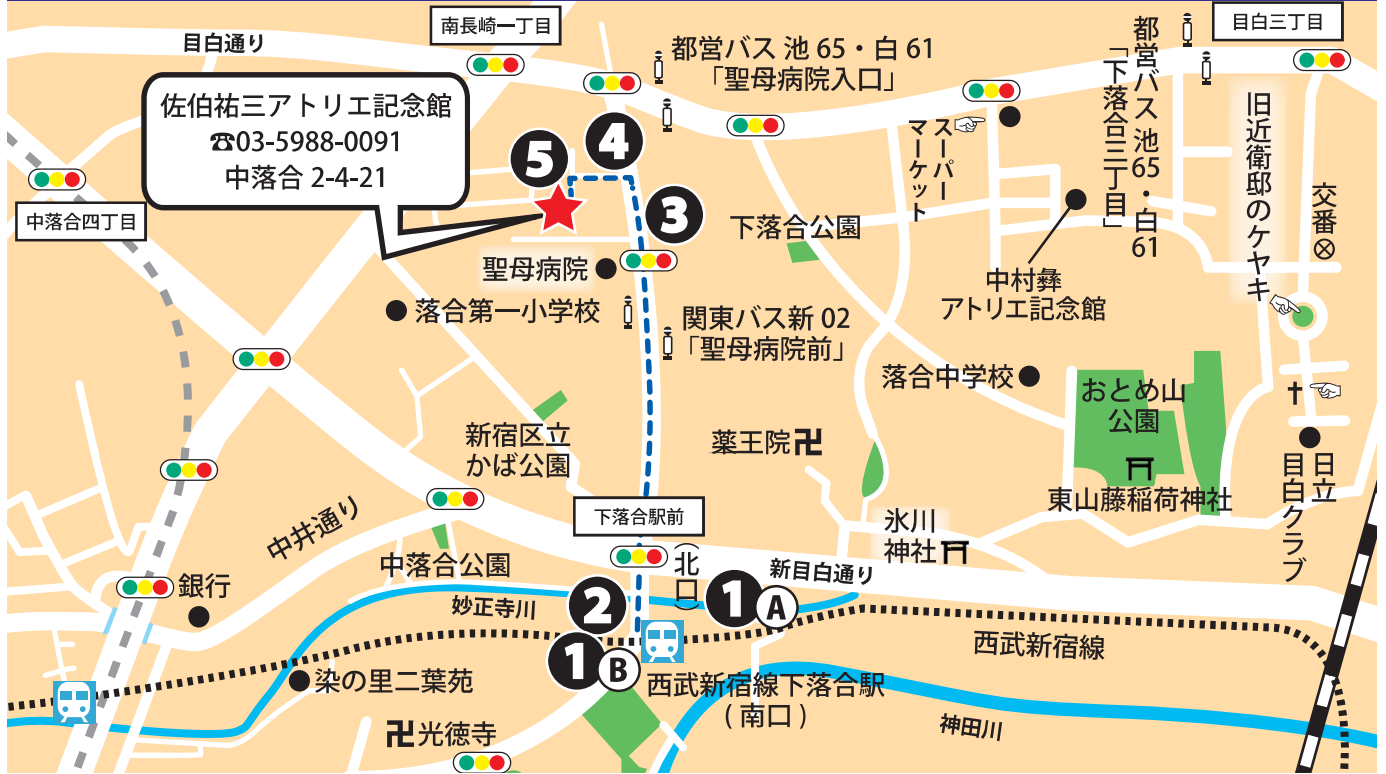 南長崎一丁目
目白三丁目
目白通り
都営バス 池 65・白 61
「聖母病院入口」
都営バス 池65・白61
「下落合三丁目」
佐伯祐三アトリエ記念館
☎03-5988-0091
中落合 2-4-21
スーパー
マーケット
旧近衛邸のケヤキ
交番
5
4
3
中落合四丁目
下落合公園
聖母病院
中村彝
アトリエ記念館
落合第一小学校
関東バス新 02
「聖母病院前」
落合中学校
おとめ山
公園
新宿区立
かば公園
薬王院卍
東山藤稲荷神社
日立
目白クラブ
下落合駅前
中井通り
氷川
神社
中落合公園
(北口)
新目白通り
銀行
妙正寺川
2
1 A
1 B
西武新宿線
染の里二葉苑
西武新宿線下落合駅
( 南口 )
神田川
卍光徳寺